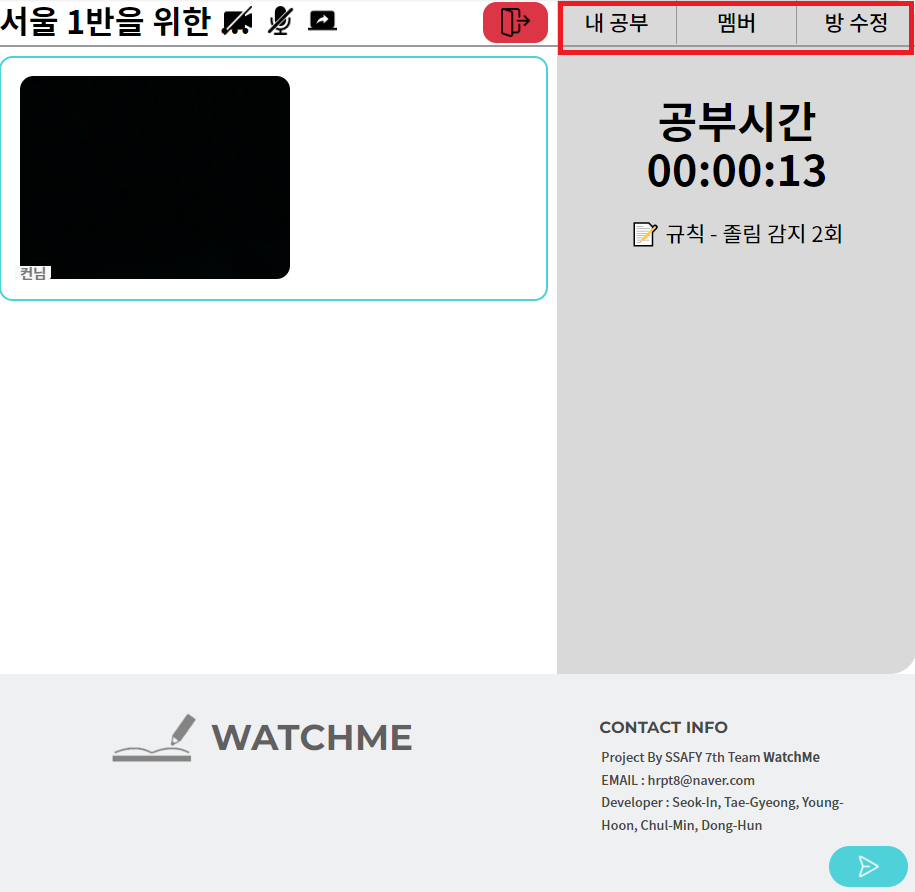 서울 1반을 위한
내 공부 멤버 방 수정
컨님
공부시간
00:00:13
규칙 - 졸림 감지 2회
WATCHME
CONTACT INFO
Project By SSAFY 7th Team WatchMe
EMAIL : hrpt8@naver.com
Developer : Seok-In, Tae-Gyeong, Young-
Hoon, Chul-Min, Dong-Hun